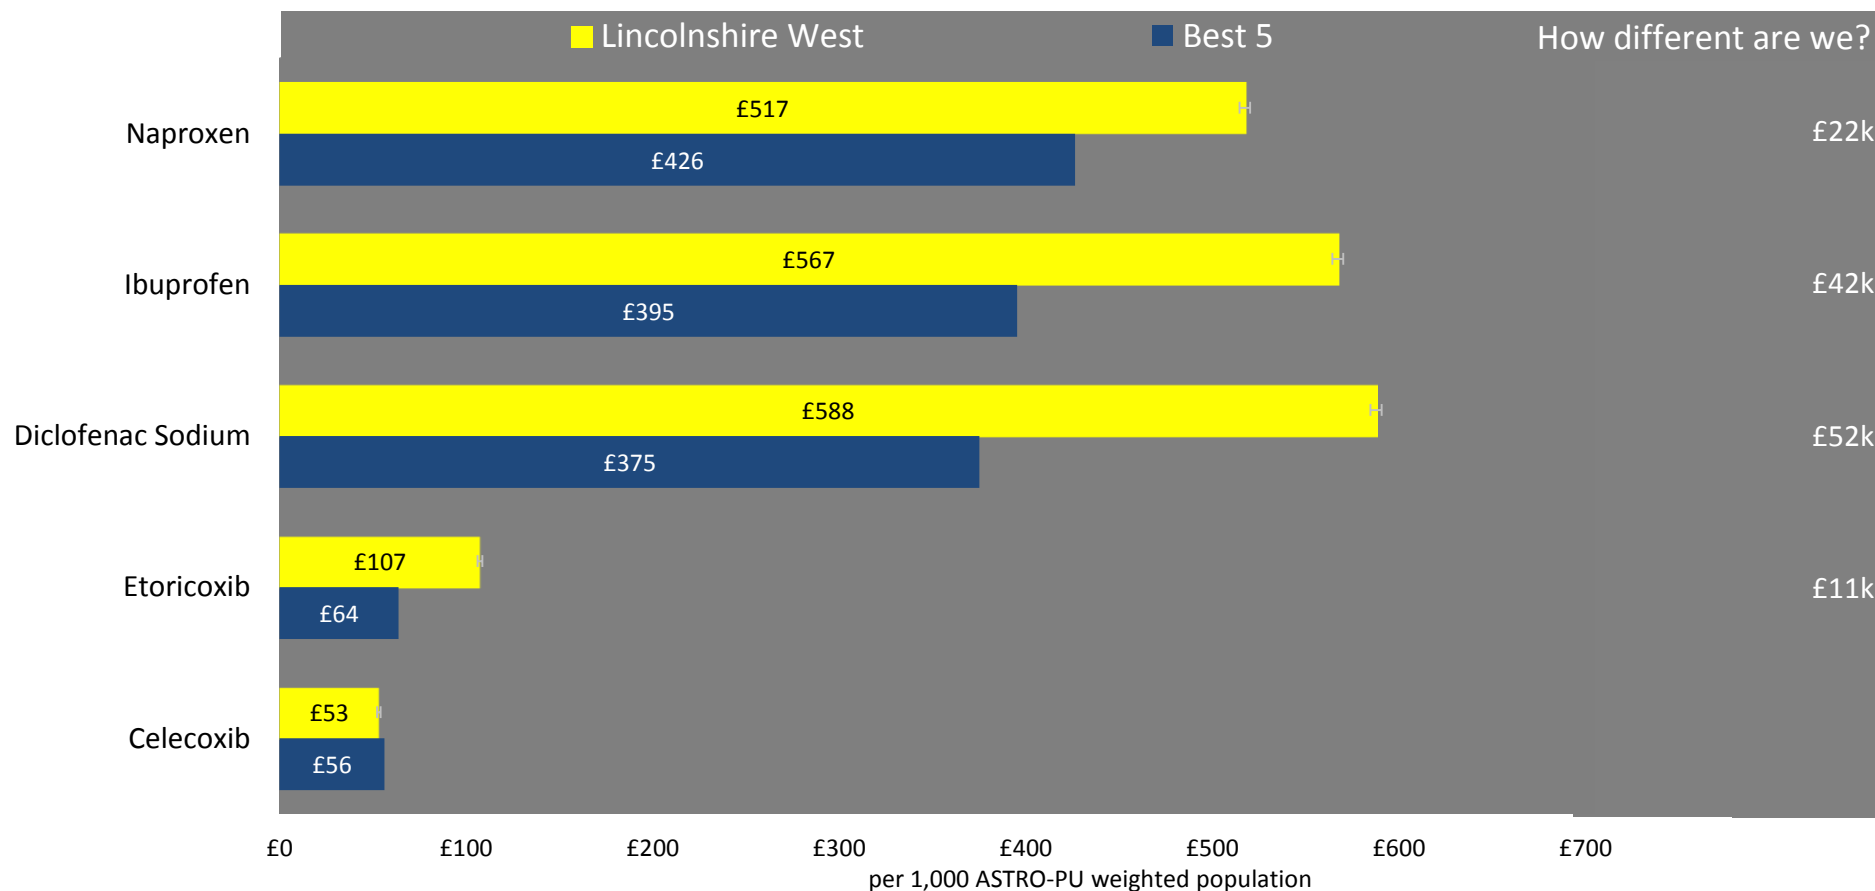 Lincolnshire West Best 5 How different are we?
Naproxen £517 £426 £22k
Ibuprofen £567 £395 £42k
Diclofenac Sodium £588 £375 £52k
Etoricoxib £107 £64 £11k
Celecoxib £53 £56
£0 £100 £200 £300 £400 £500 £600 £700
per 1,000 ASTRO-PU weighted population